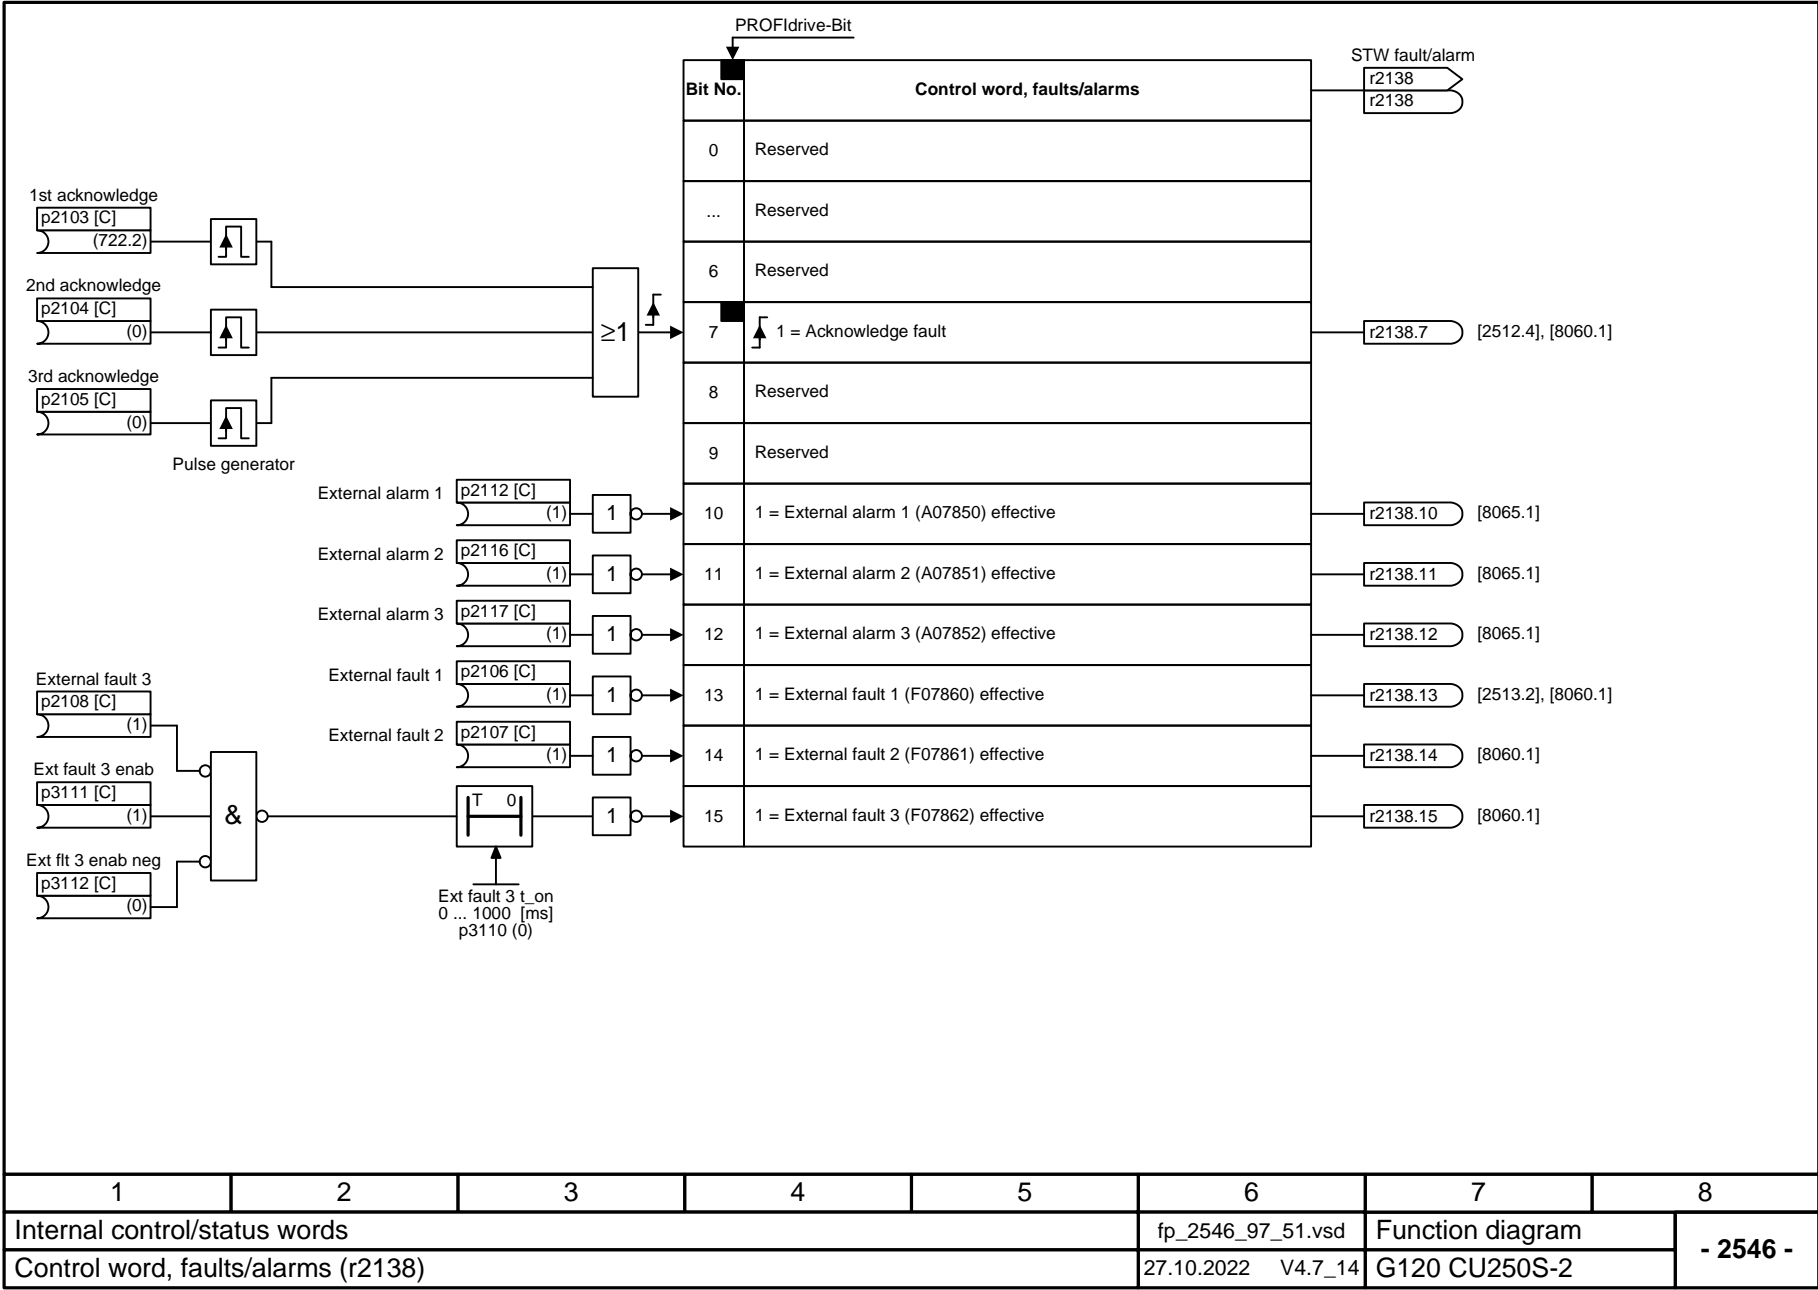 PROFIdrive-Bit
STW fault/alarm
r2138
r2138
Bit No.
Control word, faults/alarms
0
Reserved
...
Reserved
6
Reserved
7
1 = Acknowledge fault
r2138.7
[2512.4], [8060.1]
8
Reserved
9
Reserved
10
1 = External alarm 1 (A07850) effective
r2138.10
[8065.1]
11
1 = External alarm 2 (A07851) effective
r2138.11
[8065.1]
12
1 = External alarm 3 (A07852) effective
r2138.12
[8065.1]
13
1 = External fault 1 (F07860) effective
r2138.13
[2513.2], [8060.1]
14
1 = External fault 2 (F07861) effective
r2138.14
[8060.1]
15
1 = External fault 3 (F07862) effective
r2138.15
[8060.1]
1st acknowledge
p2103 [C]
(722.2)
2nd acknowledge
p2104 [C]
(0)
3rd acknowledge
p2105 [C]
(0)
Pulse generator
≥1
External alarm 1
p2112 [C]
(1)
1
External alarm 2
p2116 [C]
(1)
1
External alarm 3
p2117 [C]
(1)
1
External fault 1
p2106 [C]
(1)
1
External fault 2
p2107 [C]
(1)
1
External fault 3
p2108 [C]
(1)
Ext fault 3 enab
p3111 [C]
(1)
Ext flt 3 enab neg
p3112 [C]
(0)
&
T 0
1
Ext fault 3 t_on
0 ... 1000 [ms]
p3110 (0)
1 2 3 4 5 6 7 8
Internal control/status words
fp_2546_97_51.vsd
Function diagram
- 2546 -
Control word, faults/alarms (r2138)
27.10.2022 V4.7_14
G120 CU250S-2